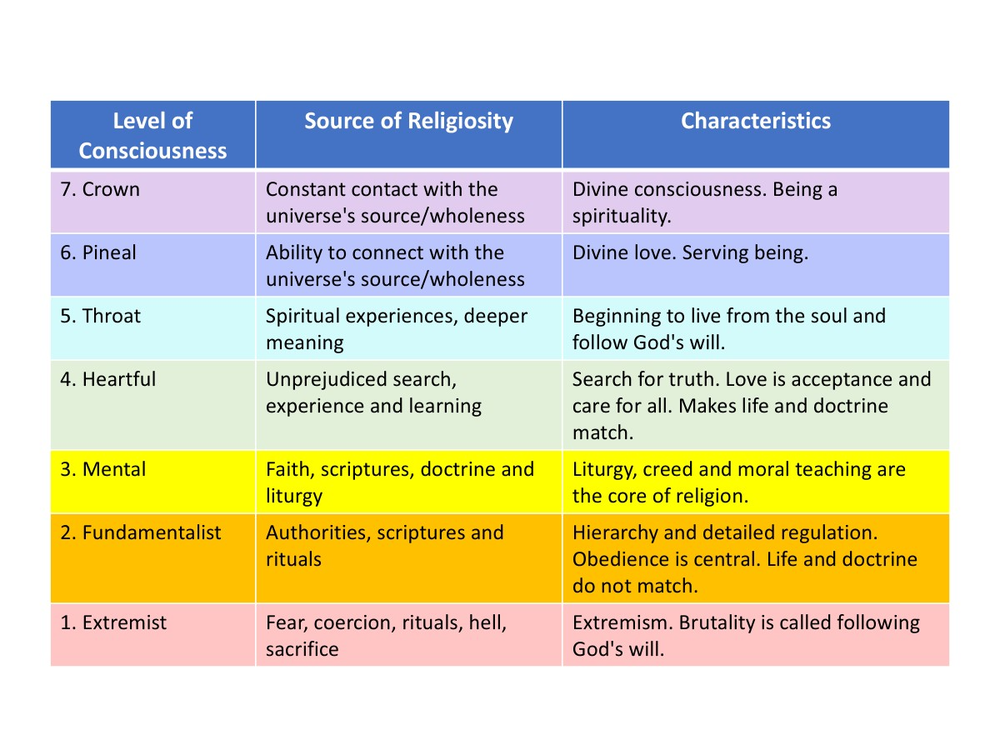 Level of
Consciousness
Source of Religiosity
Characteristics
7. Crown
Constant contact with the
universe's source/wholeness
Divine consciousness. Being a
spirituality.
6. Pineal
Ability to connect with the
universe's source/wholeness
Divine love. Serving being.
5. Throat
Spiritual experiences, deeper
meaning
Beginning to live from the soul and
follow God's will.
4. Heartful
Unprejudiced search,
experience and learning
Search for truth. Love is acceptance and
care for all. Makes life and doctrine
match.
3. Mental
Faith, scriptures, doctrine and
liturgy
Liturgy, creed and moral teaching are
the core of religion.
2. Fundamentalist
Authorities, scriptures and
rituals
Hierarchy and detailed regulation.
Obedience is central. Life and doctrine
do not match.
1. Extremist
Fear, coercion, rituals, hell,
sacrifice
Extremism. Brutality is called following
God's will.